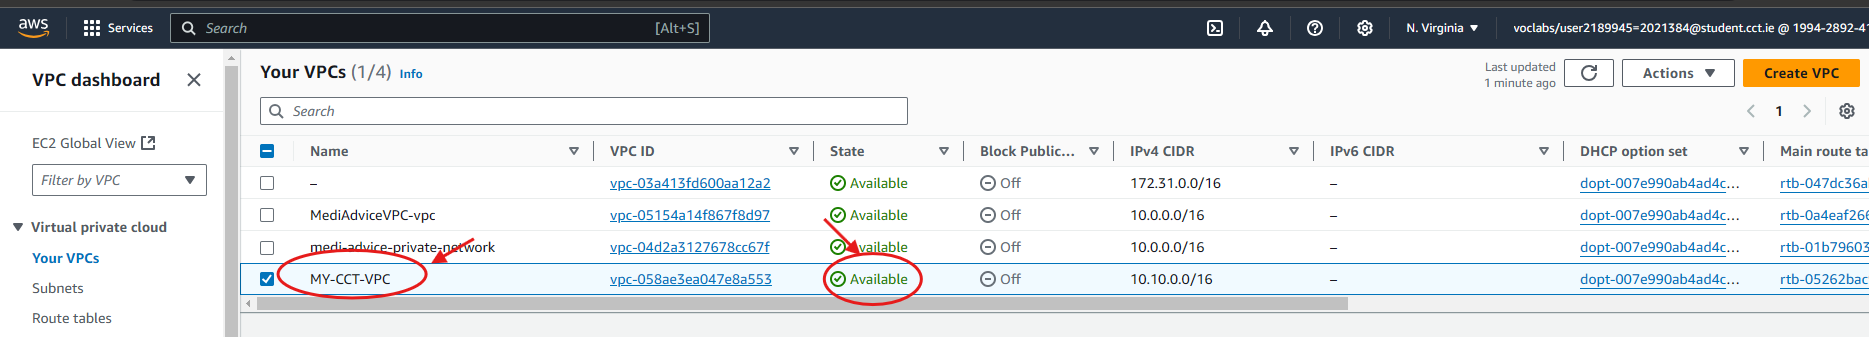 aws Services Search [Alt+S] N. Virginia voclabs/user2189945=2021384@student.cct.ie @ 1994-2892-41
VPC dashboard
EC2 Global View
Filter by VPC
Virtual private cloud
Your VPCs
Subnets
Route tables
Your VPCs (1/4) Info
Last updated
1 minute ago
Actions Create VPC
Search
1
Name VPC ID State Block Public... IPv4 CIDR IPv6 CIDR DHCP option set Main route ta
– vpc-03a413fd600aa12a2 Available Off 172.31.0.0/16 – dopt-007e990ab4ad4c... rtb-047dc36a
MediAdviceVPC-vpc vpc-05154a14f867f8d97 Available Off 10.0.0.0/16 – dopt-007e990ab4ad4c... rtb-0a4eaf266
medi-advice-private-network vpc-04d2a3127678cc67f Available Off 10.0.0.0/16 – dopt-007e990ab4ad4c... rtb-01b79603
MY-CCT-VPC vpc-058ae3ea047e8a553 Available Off 10.10.0.0/16 – dopt-007e990ab4ad4c... rtb-05262bac